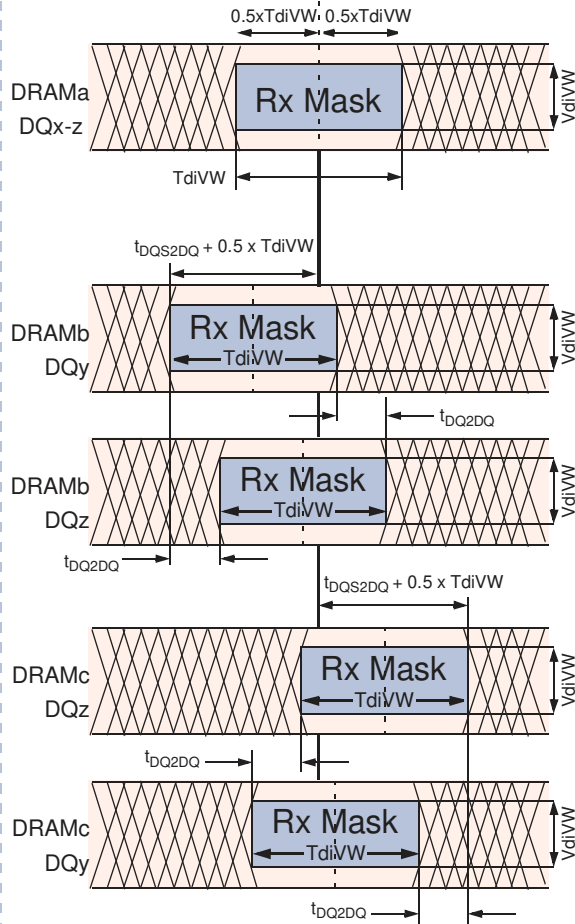 0.5xTdiVW 0.5xTdiVW
DRAMa
DQx-z
Rx Mask
VdiVW
TdiVW
tDQS2DQ + 0.5 x TdiVW
DRAMb
DQy
Rx Mask
TdiVW
VdiVW
tDQ2DQ
DRAMb
DQz
Rx Mask
TdiVW
VdiVW
tDQ2DQ
tDQS2DQ + 0.5 x TdiVW
DRAMc
DQz
Rx Mask
TdiVW
VdiVW
tDQ2DQ
DRAMc
DQy
Rx Mask
TdiVW
VdiVW
tDQ2DQ